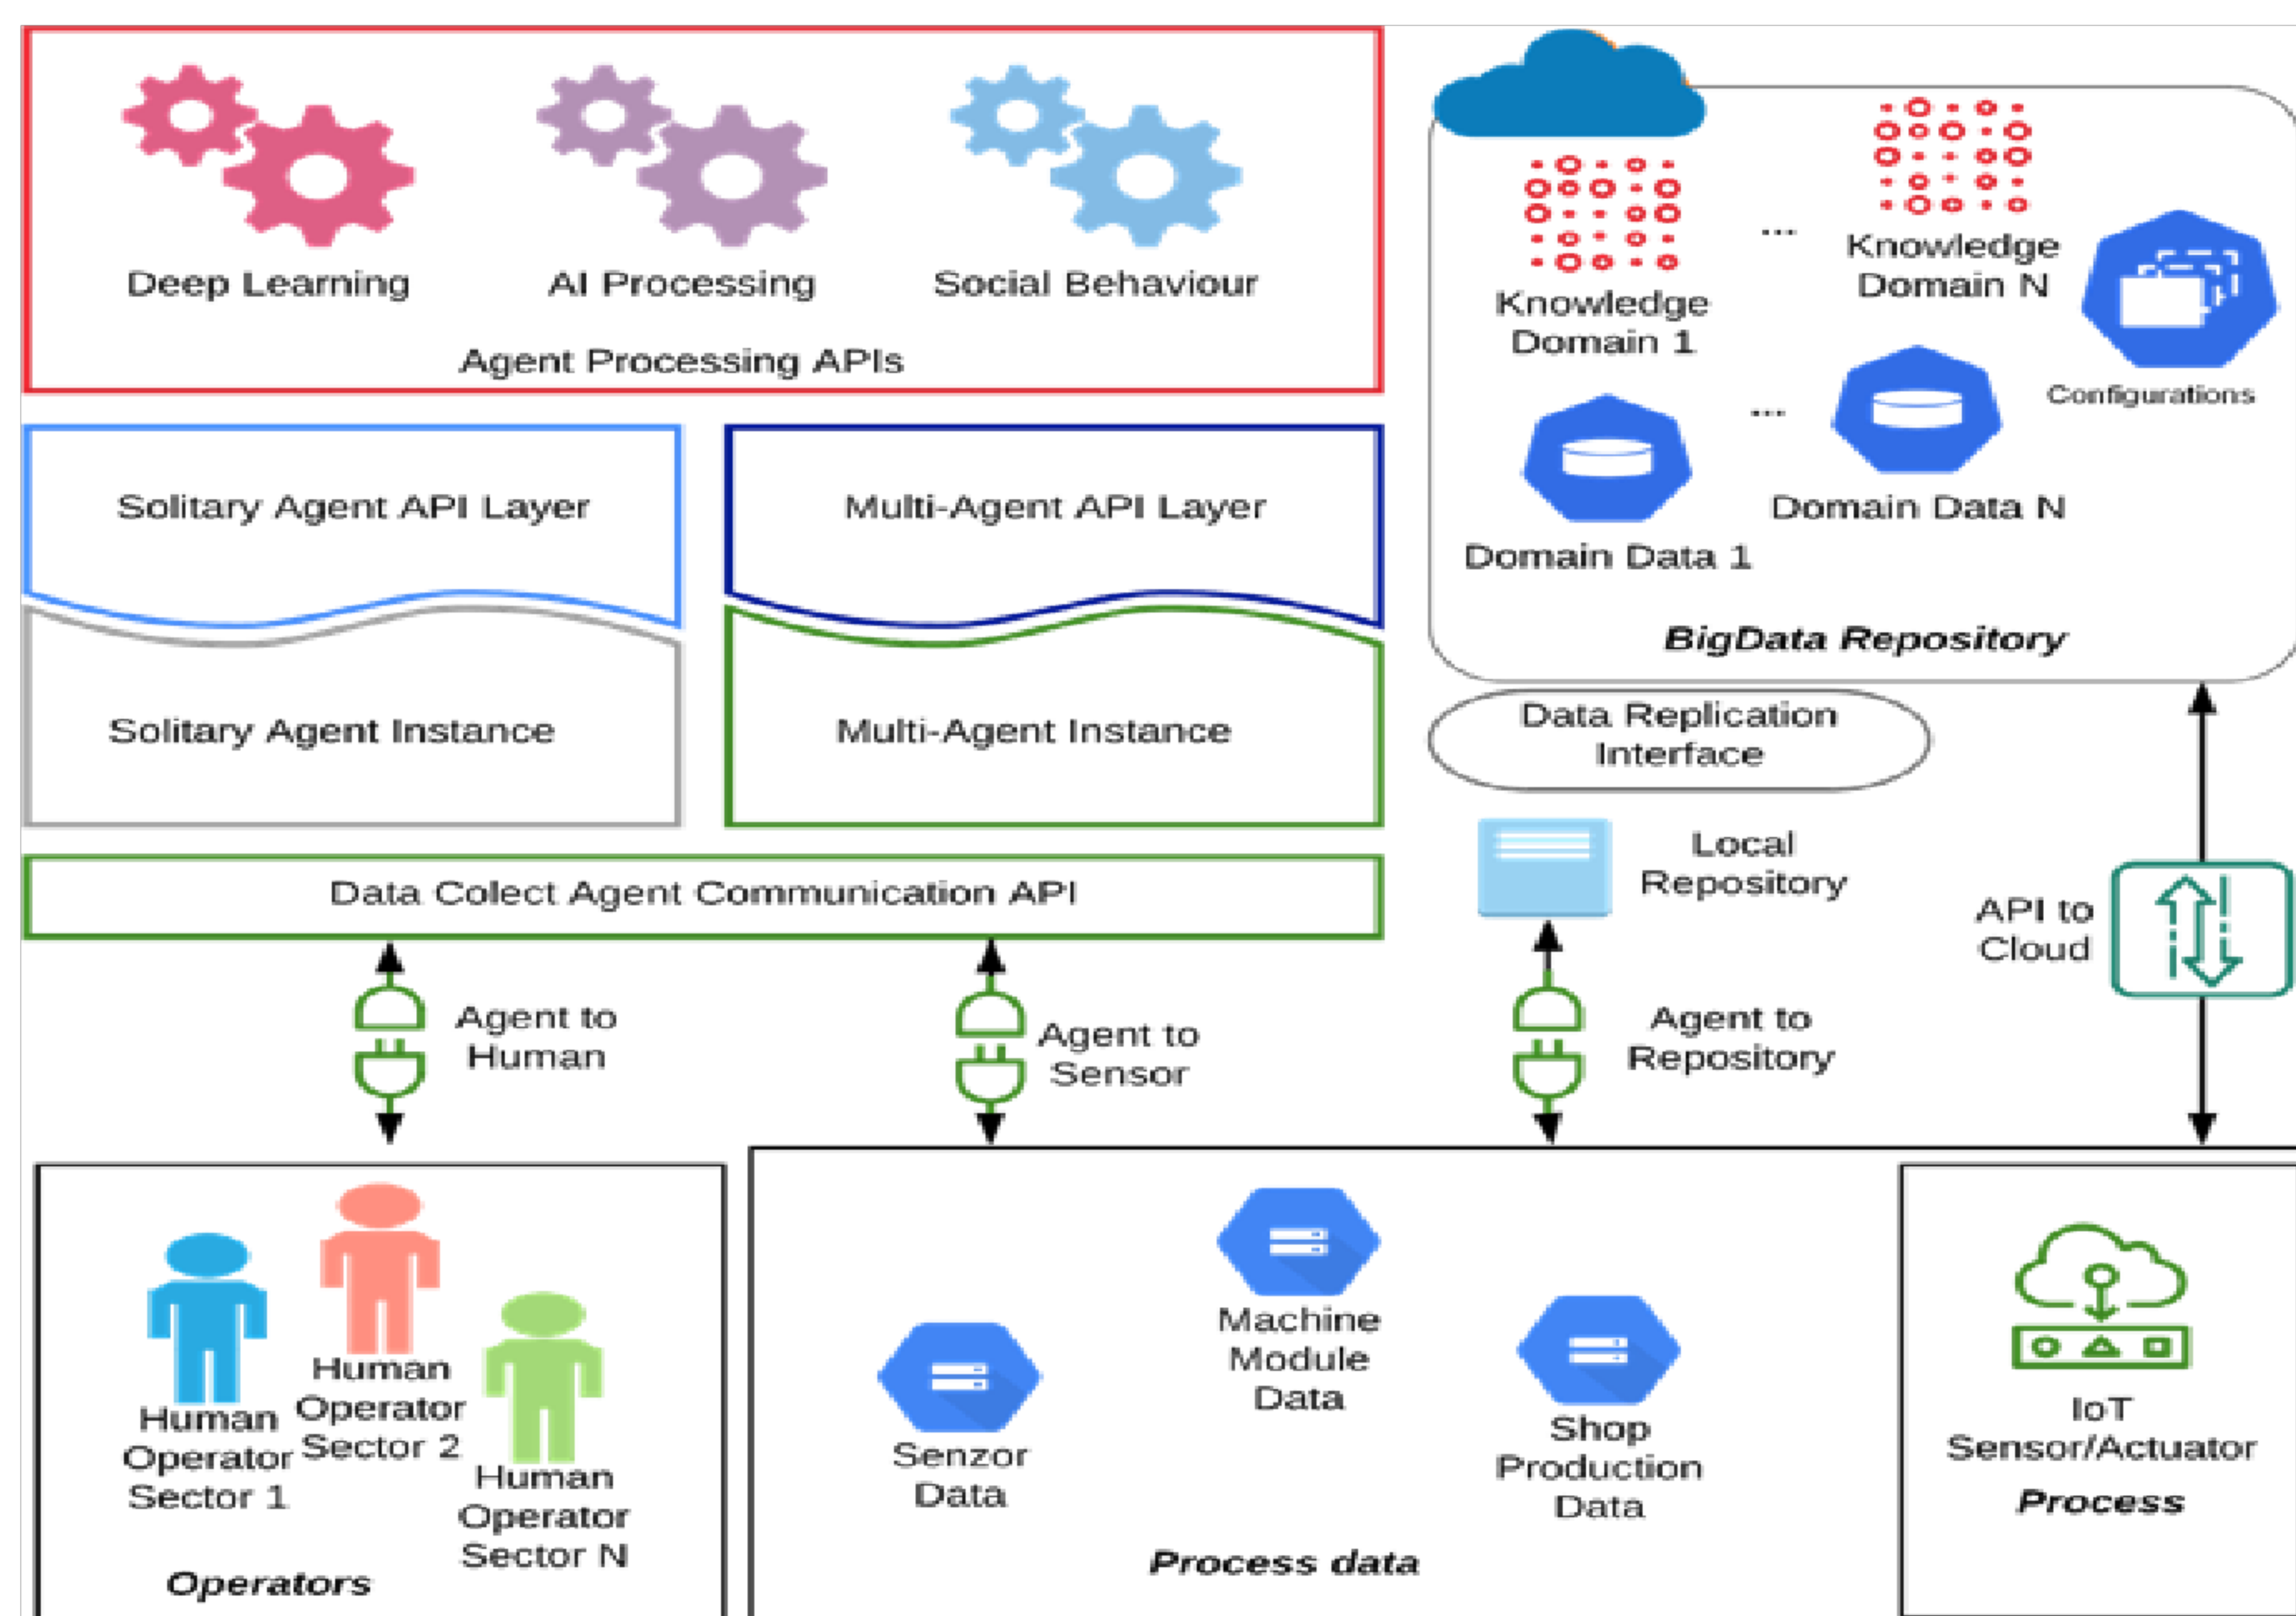 Deep Learning
AI Processing
Social Behaviour
Agent Processing APIs
Knowledge
Domain 1
...
Knowledge
Domain N
Configurations
Domain Data 1
...
Domain Data N
BigData Repository
Solitary Agent API Layer
Multi-Agent API Layer
Solitary Agent Instance
Multi-Agent Instance
Data Replication
Interface
Local
Repository
Data Colect Agent Communication API
API to
Cloud
Agent to
Human
Agent to
Sensor
Agent to
Repository
Human
Operator
Sector 1
Human
Operator
Sector 2
Human
Operator
Sector N
Operators
Senzor
Data
Machine
Module
Data
Shop
Production
Data
Process data
IoT
Sensor/Actuator
Process